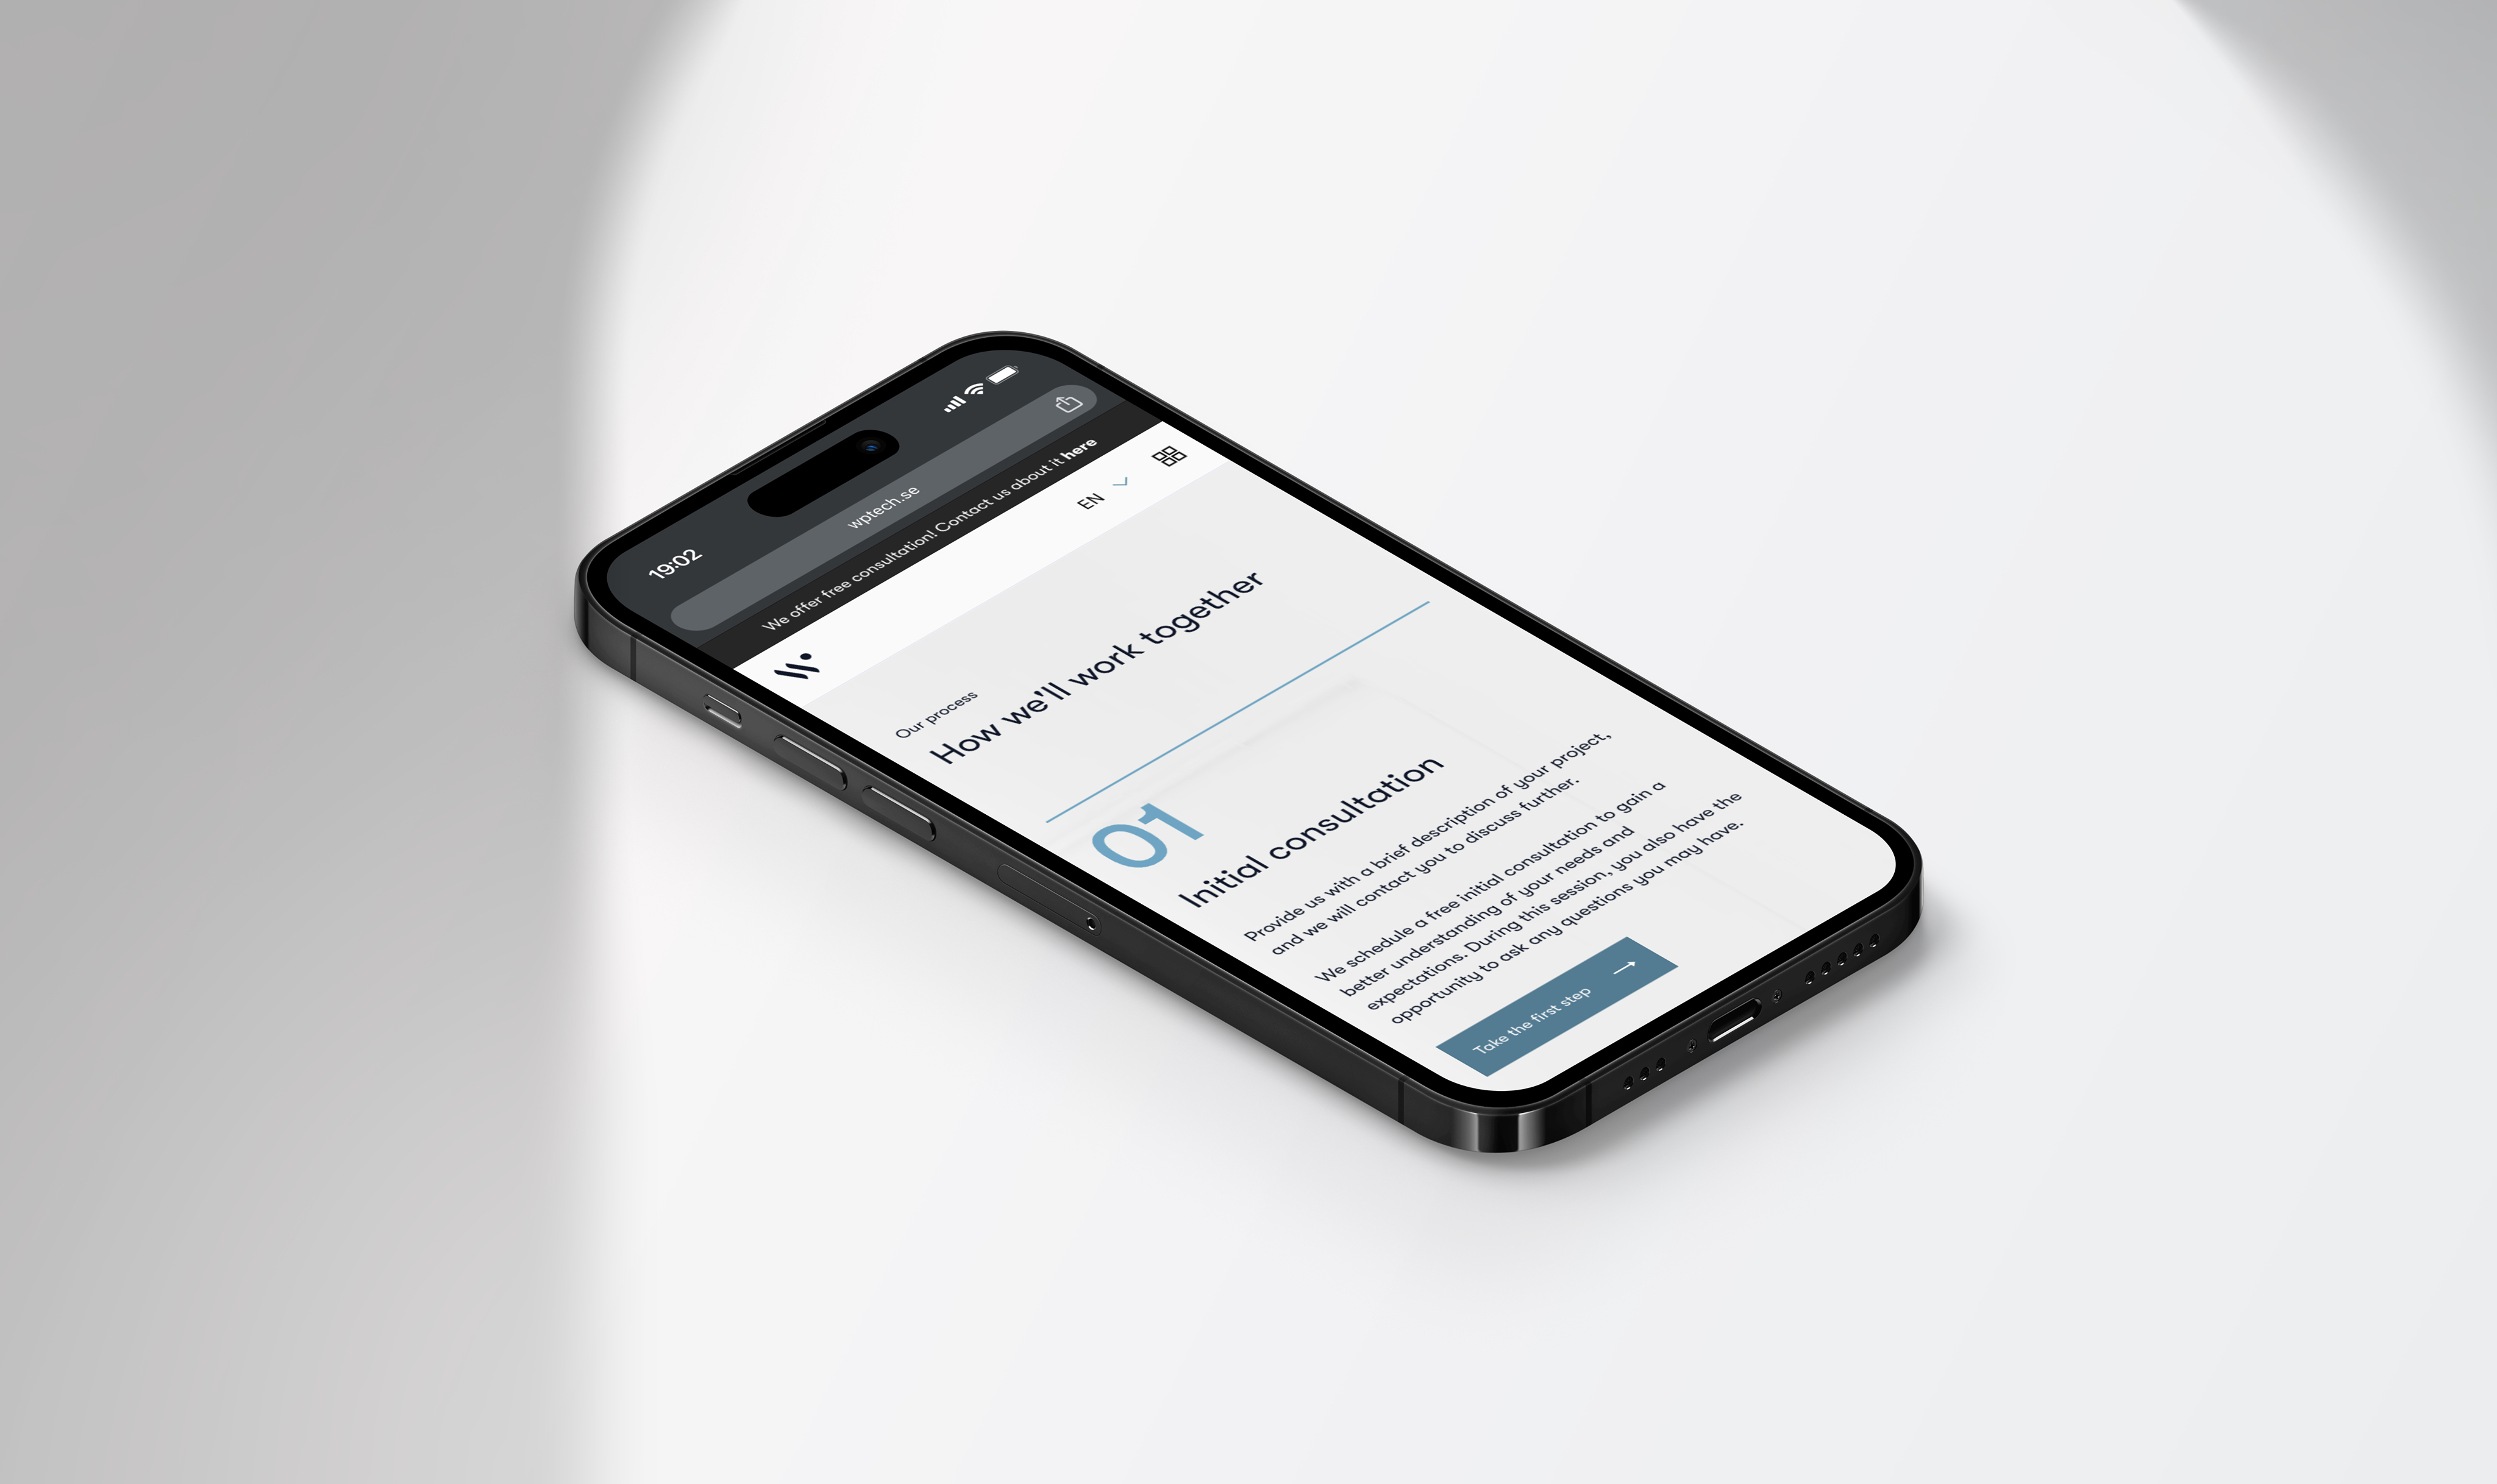 19:02
wptech.se
We offer free consultation! Contact us about it here
EN
Our process
How we'll work together
01
Initial consultation
Provide us with a brief description of your project,
and we will contact you to discuss further.
We schedule a free initial consultation to gain a
better understanding of your needs and
expectations. During this session, you also have the
opportunity to ask any questions you may have.
Take the first step